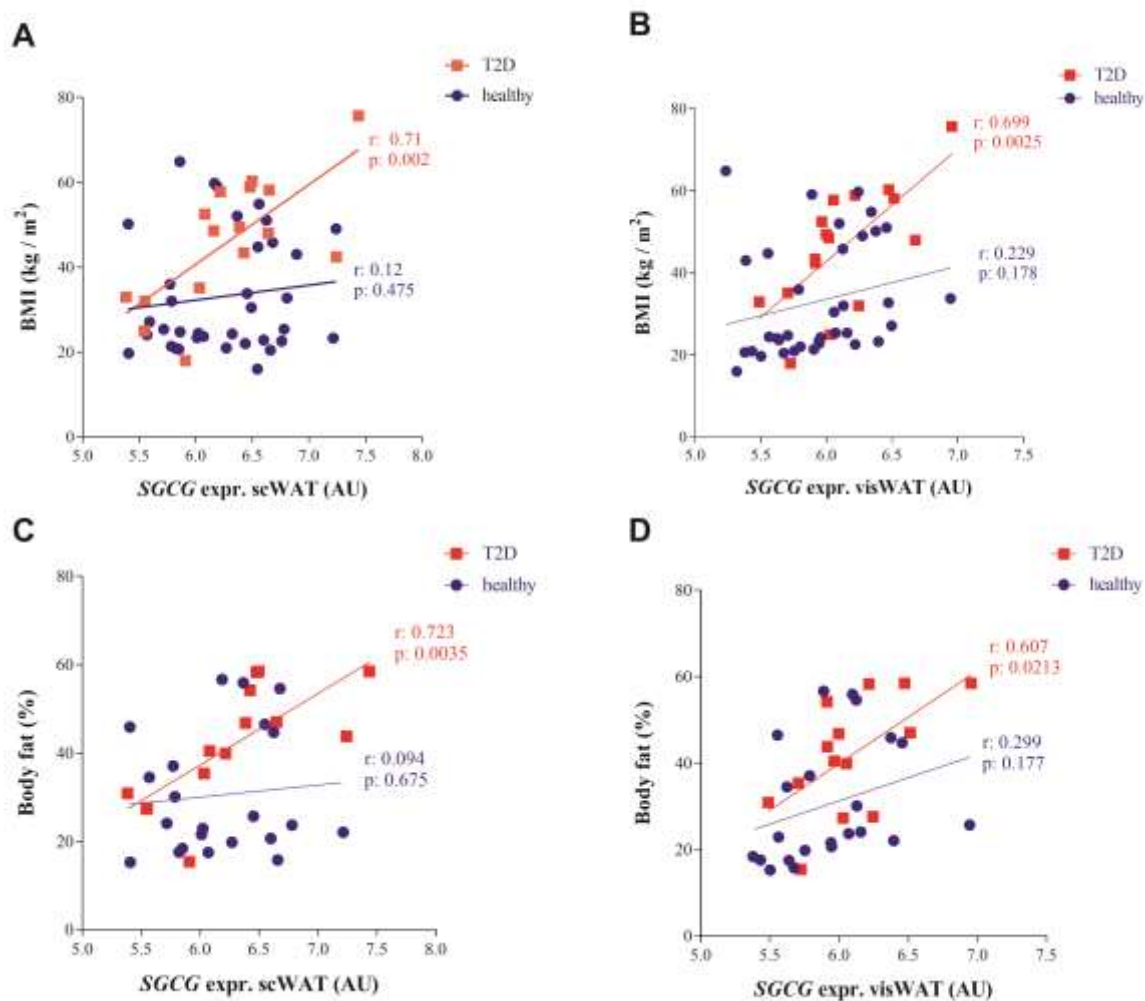 A
T2D
healthy
80
60
40
20
0
BMI (kg / m²)
r: 0.71
p: 0.002
r: 0.12
p: 0.475
5.0 5.5 6.0 6.5 7.0 7.5 8.0
SGCG expr. scWAT (AU)
B
T2D
healthy
80
60
40
20
0
BMI (kg / m²)
r: 0.699
p: 0.0025
r: 0.229
p: 0.178
5.0 5.5 6.0 6.5 7.0 7.5
SGCG expr. visWAT (AU)
C
T2D
healthy
80
60
40
20
0
Body fat (%)
r: 0.723
p: 0.0035
r: 0.094
p: 0.675
5.0 5.5 6.0 6.5 7.0 7.5 8.0
SGCG expr. scWAT (AU)
D
T2D
healthy
80
60
40
20
0
Body fat (%)
r: 0.607
p: 0.0213
r: 0.299
p: 0.177
5.0 5.5 6.0 6.5 7.0 7.5
SGCG expr. visWAT (AU)